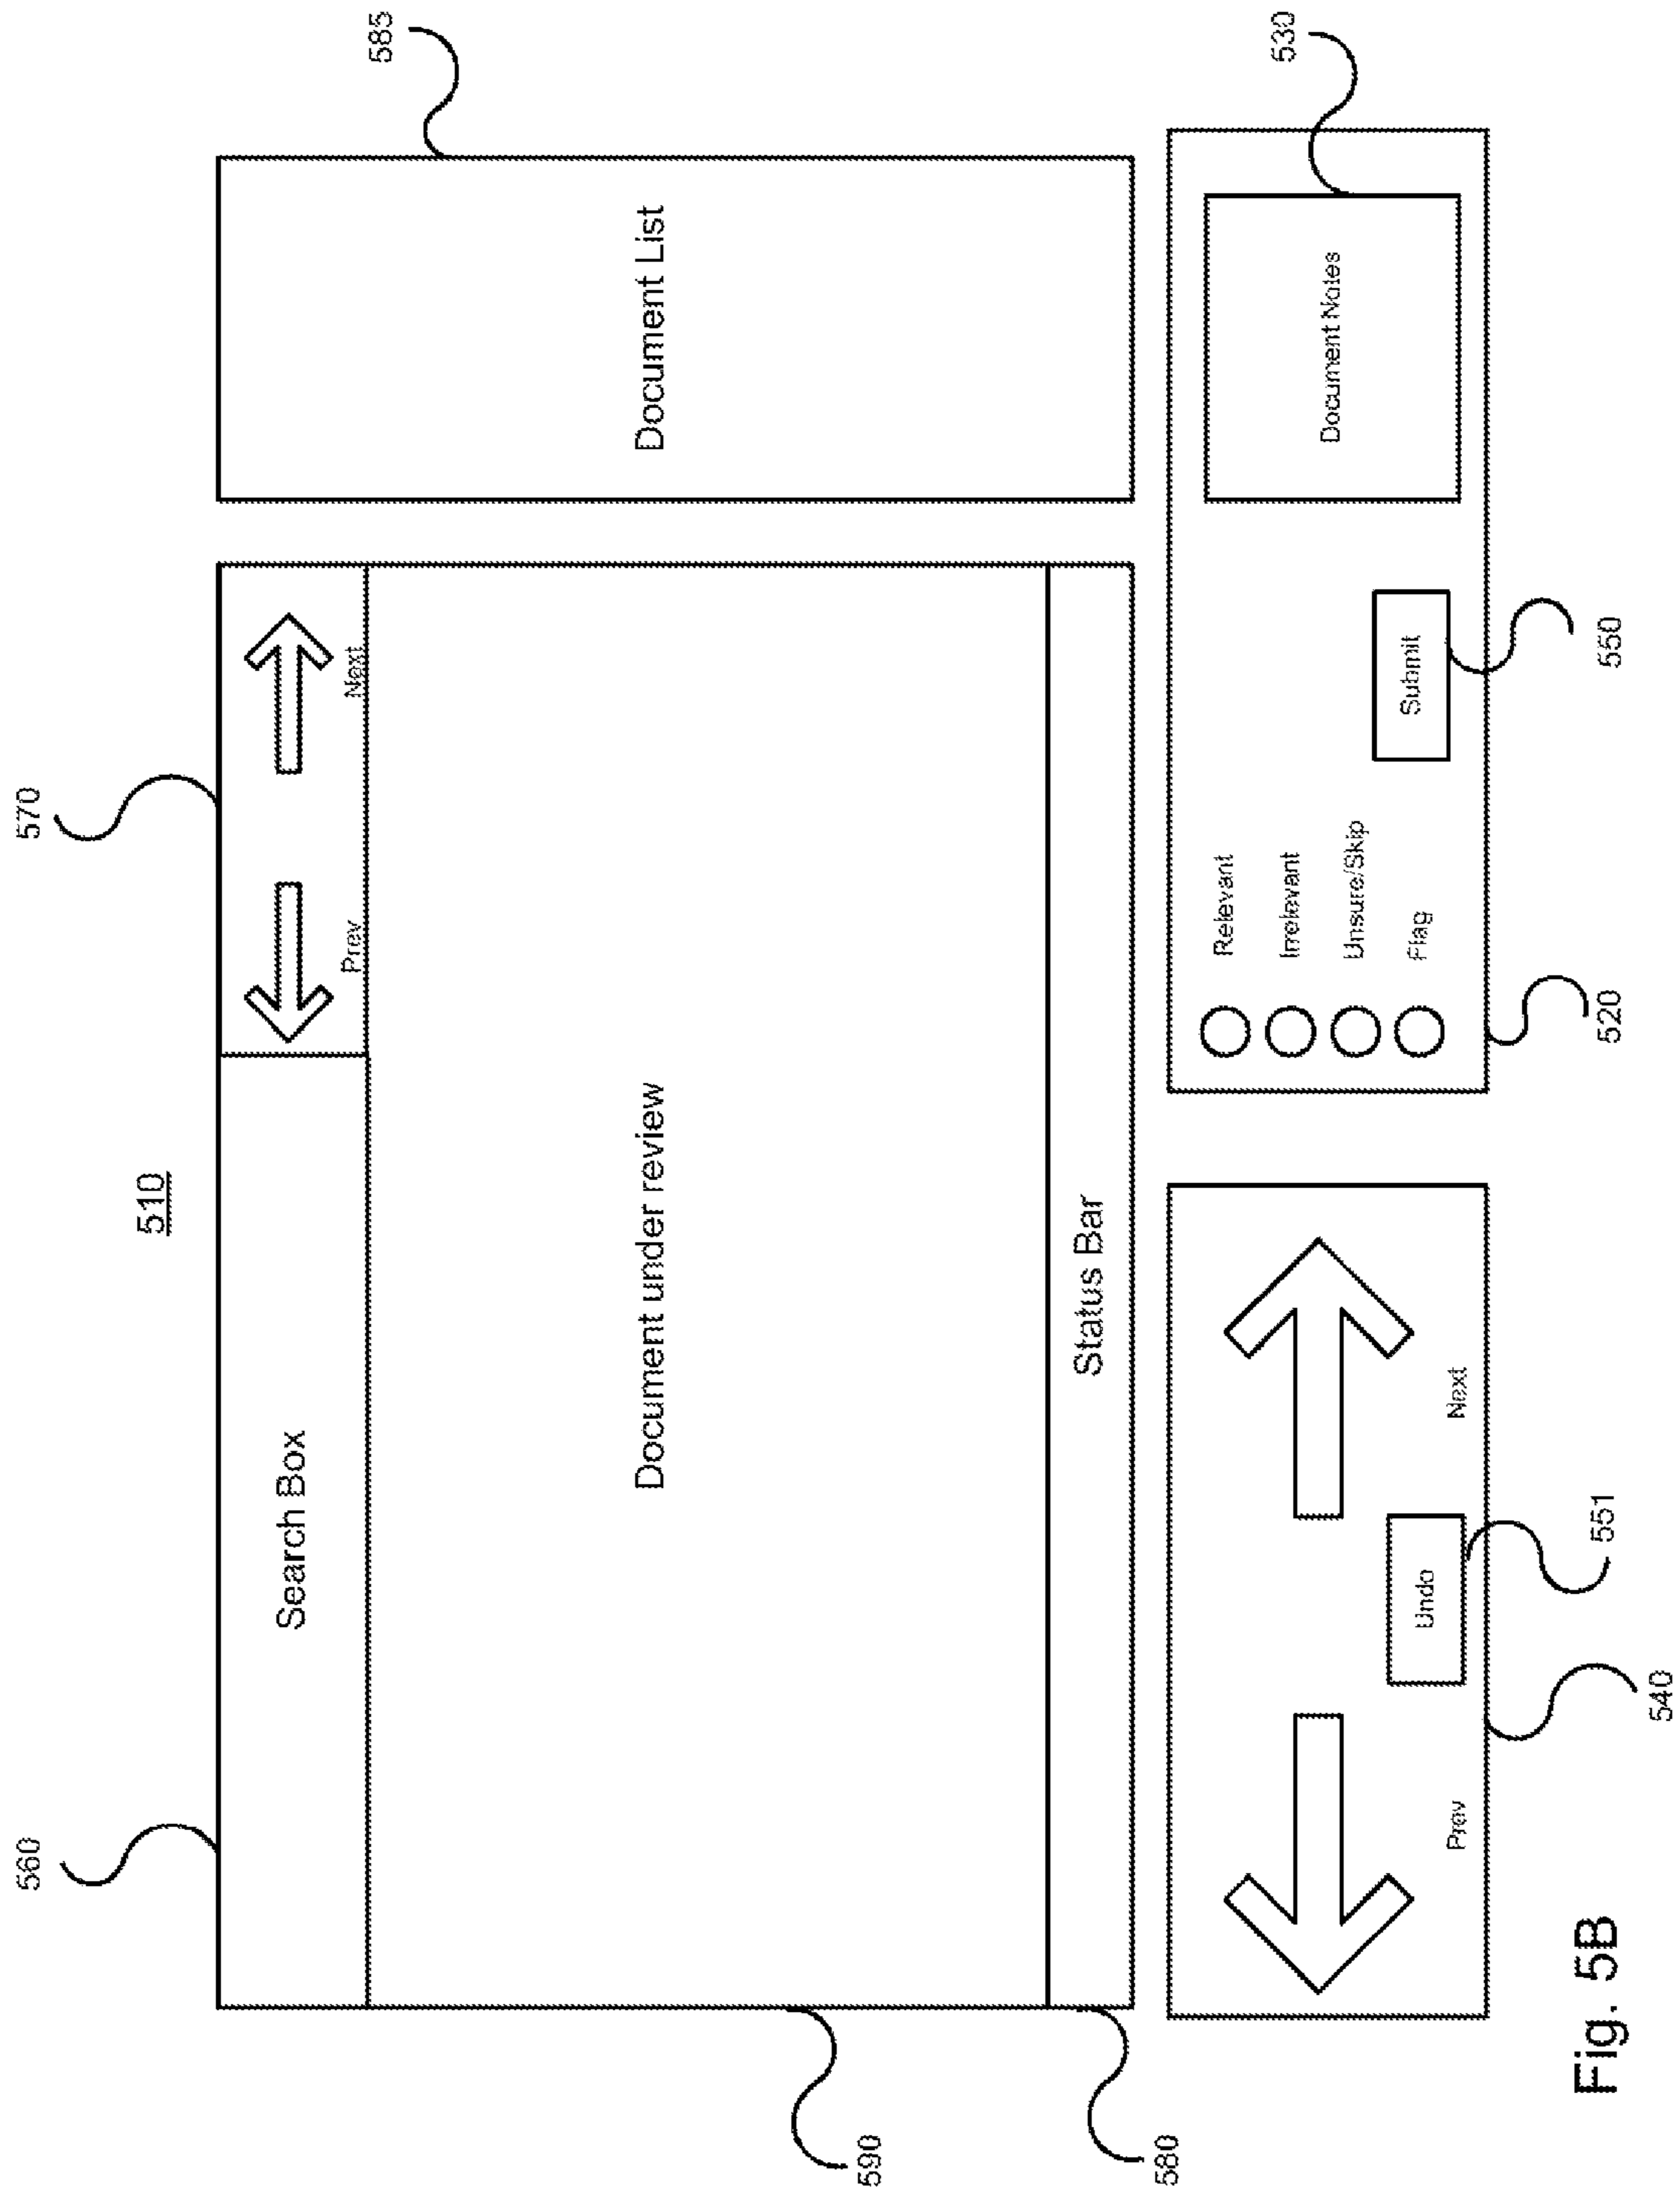 510
560
570
585
Search Box
Prev
Next
Document List
Document under review
590
Status Bar
580
Prev
Undo
Next
551
540
Relevant
Irrelevant
Unsure/Skip
Flag
Submit
Document Notes
530
520
550
Fig. 5B